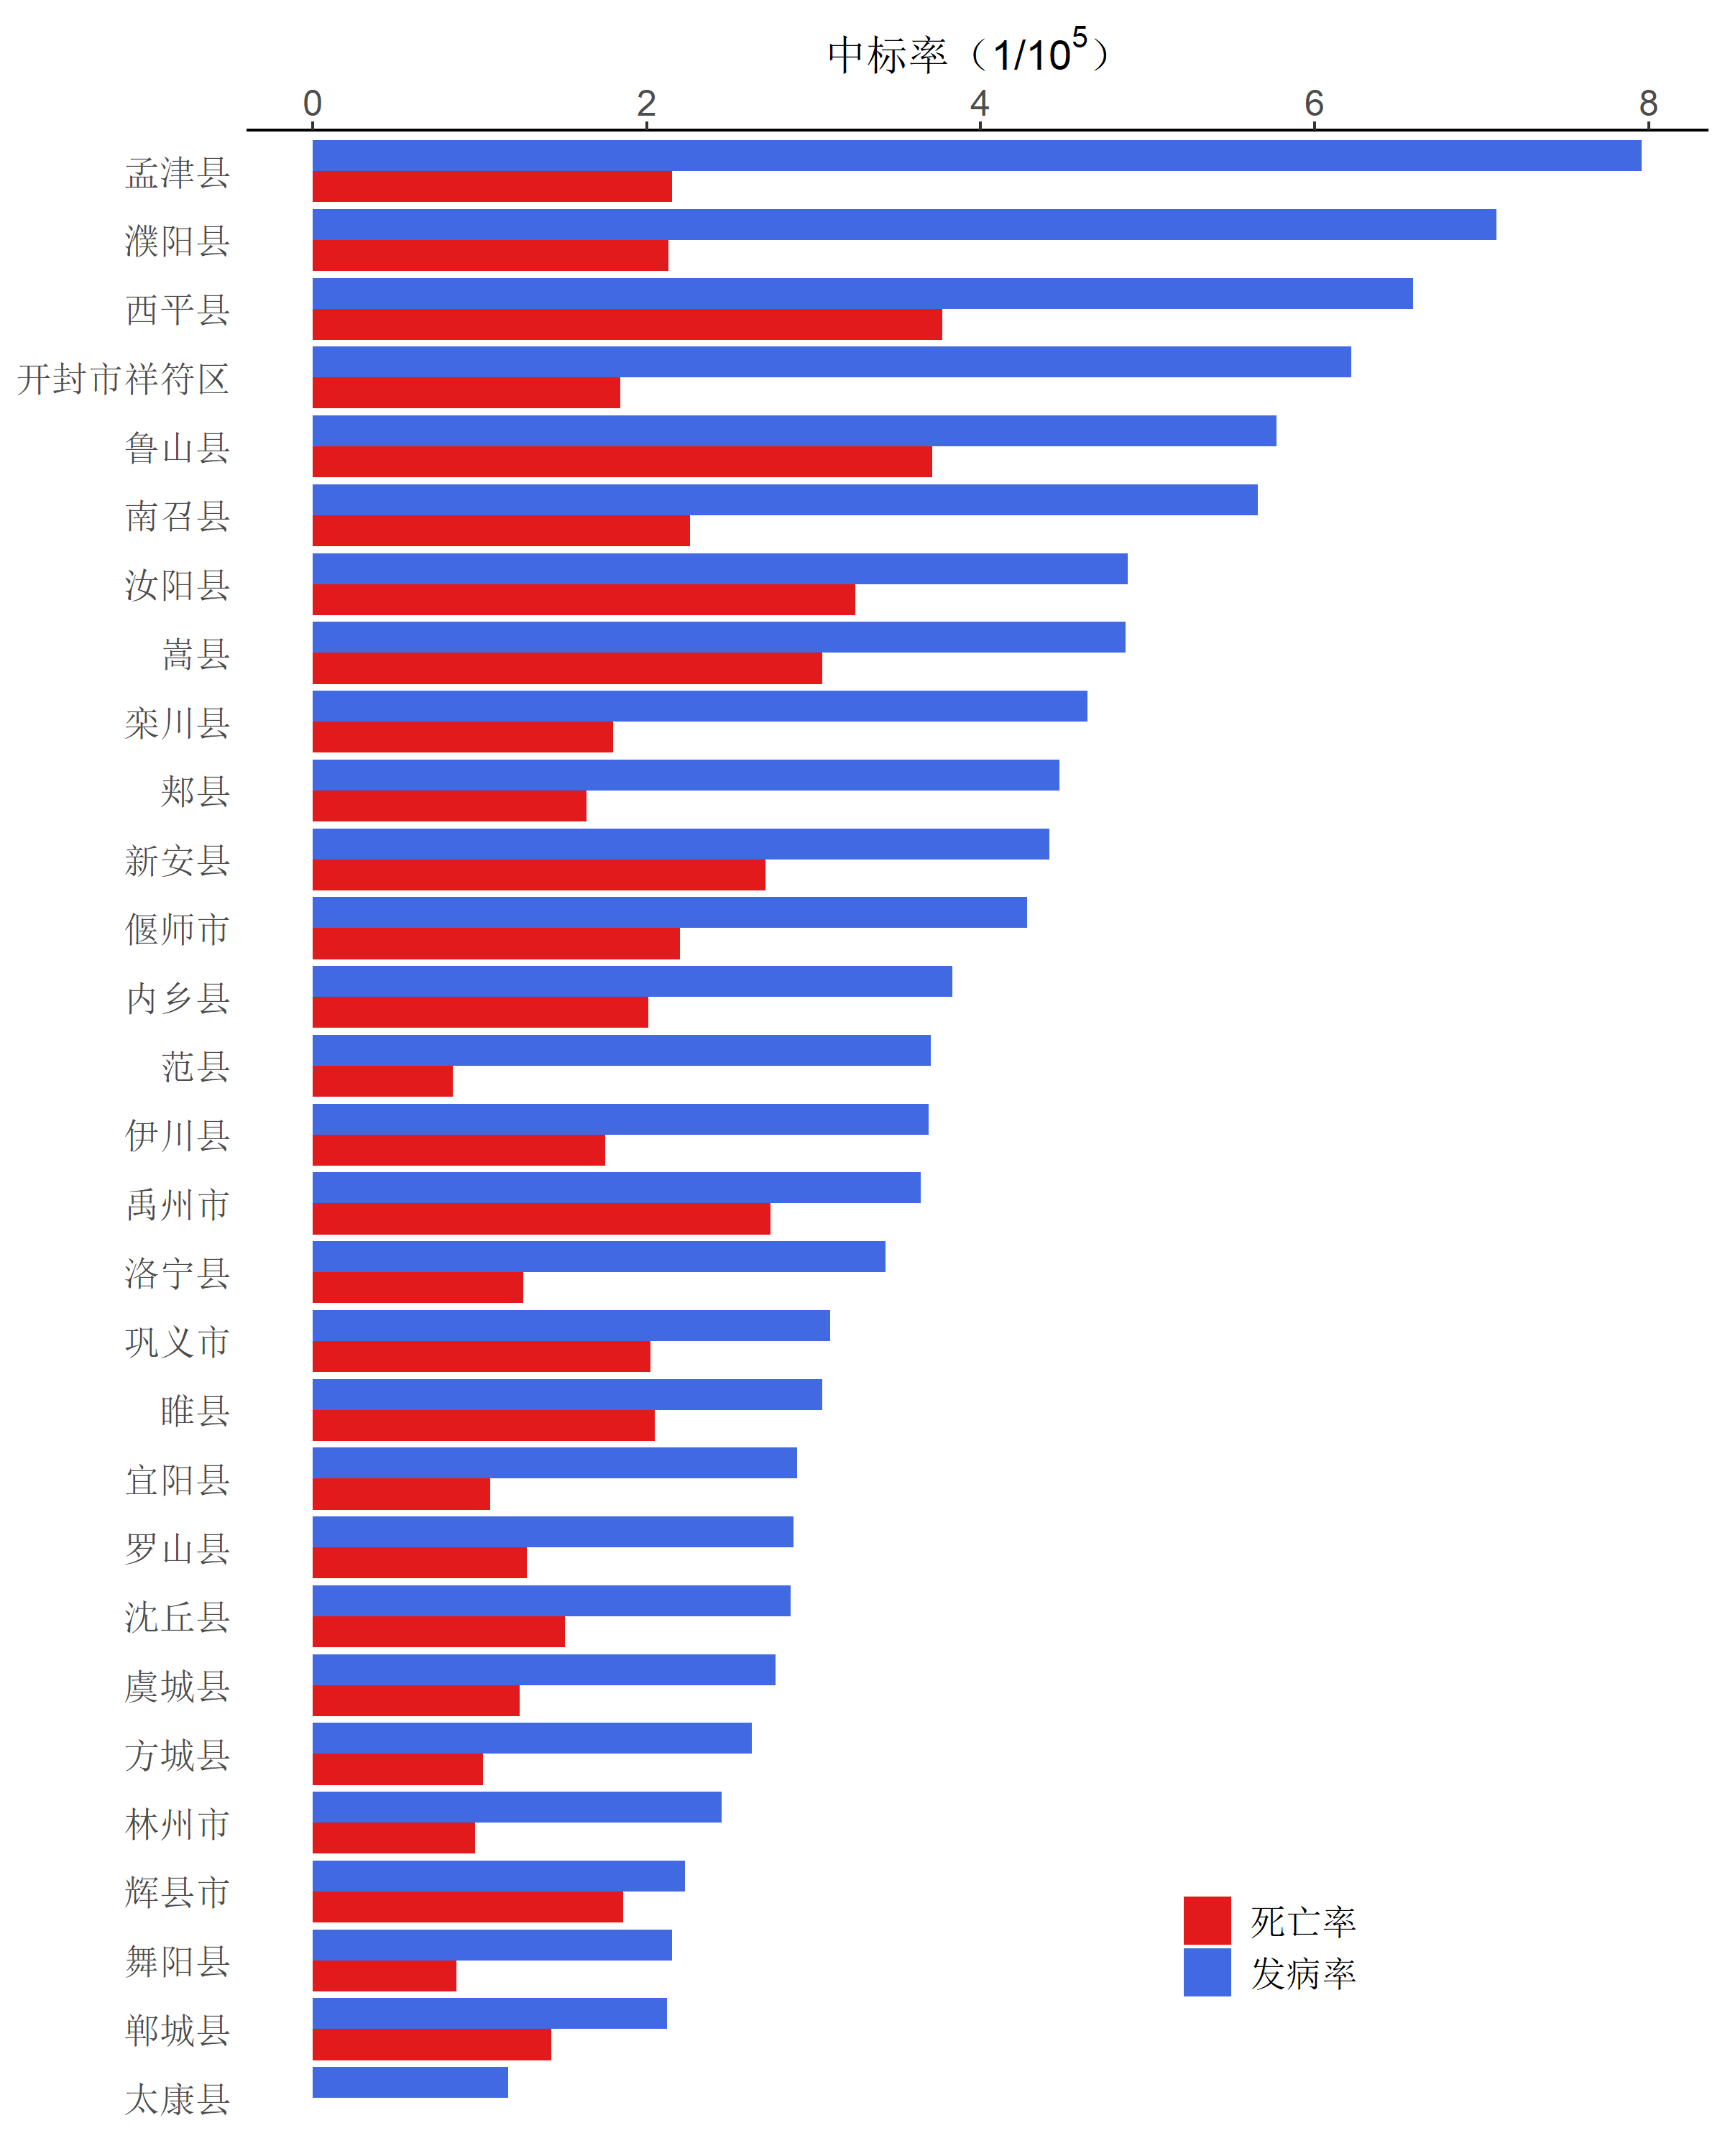 中标率（1/10⁵）
0 2 4 6 8
孟津县
濮阳县
西平县
开封市祥符区
鲁山县
南召县
汝阳县
嵩县
栾川县
郏县
新安县
偃师市
内乡县
范县
伊川县
禹州市
洛宁县
巩义市
睢县
宜阳县
罗山县
沈丘县
虞城县
方城县
林州市
辉县市
舞阳县
郸城县
太康县
死亡率
发病率